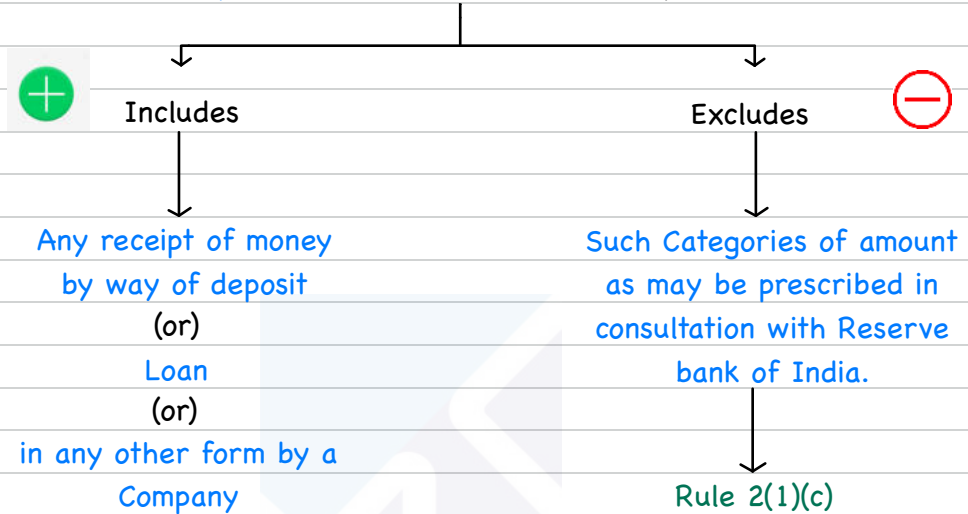 Includes
Excludes
Any receipt of money
by way of deposit
(or)
Loan
(or)
in any other form by a
Company
Such Categories of amount
as may be prescribed in
consultation with Reserve
bank of India.
Rule 2(1)(c)